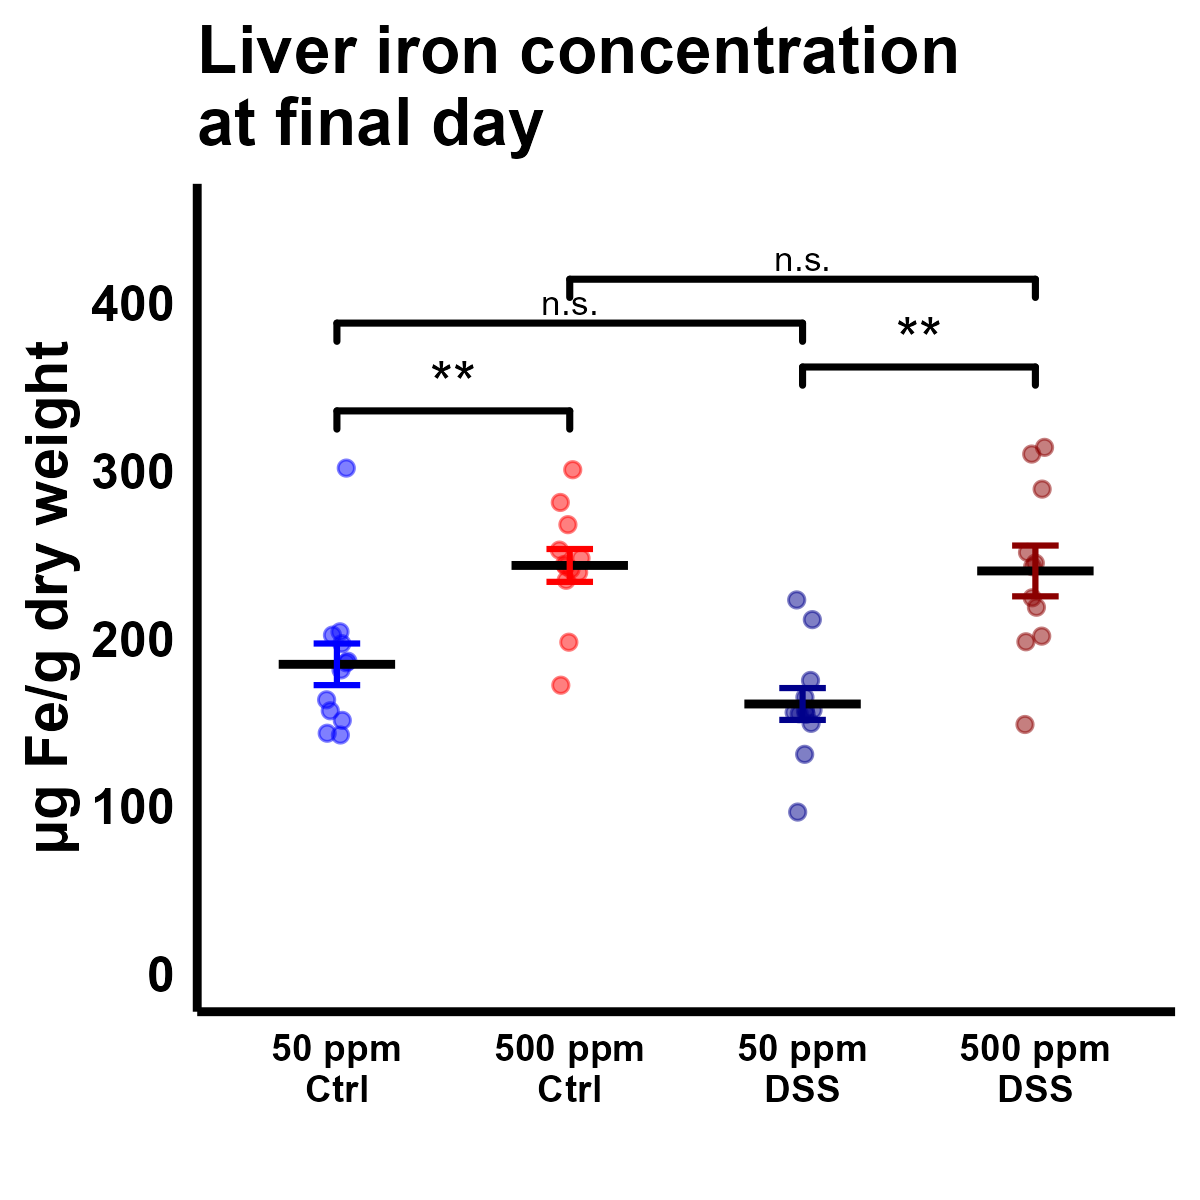 Liver iron concentration
at final day
µg Fe/g dry weight
400
300
200
100
0
n.s.
n.s.
**
**
50 ppm
Ctrl
500 ppm
Ctrl
50 ppm
DSS
500 ppm
DSS